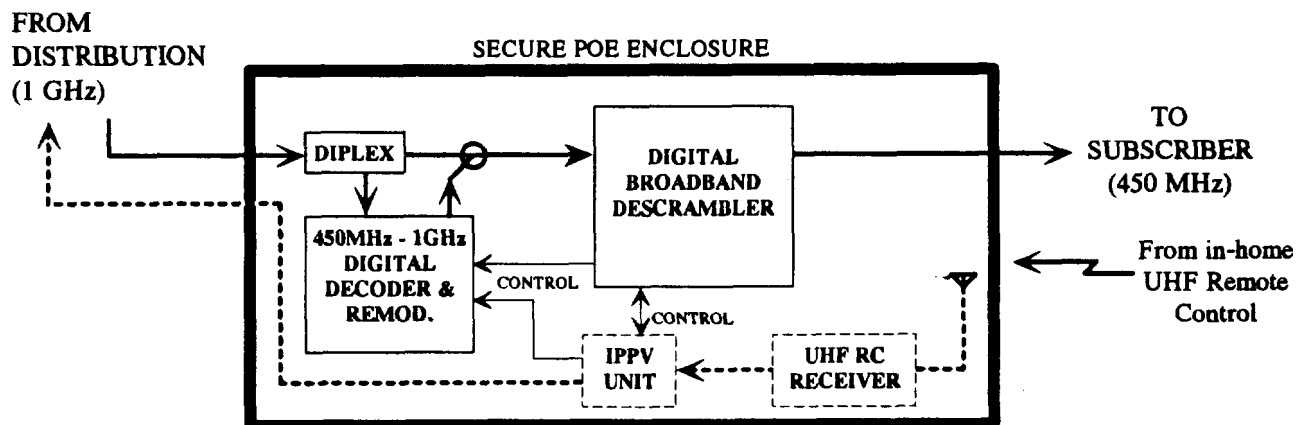 FROM
DISTRIBUTION
(1 GHz)
SECURE POE ENCLOSURE
DIPLEX
DIGITAL
BROADBAND
DESCRAMBLER
TO
SUBSCRIBER
(450 MHz)
450MHz - 1GHz
DIGITAL
DECODER &
REMOD.
CONTROL
CONTROL
From in-home
UHF Remote
Control
IPPV
UNIT
UHF RC
RECEIVER